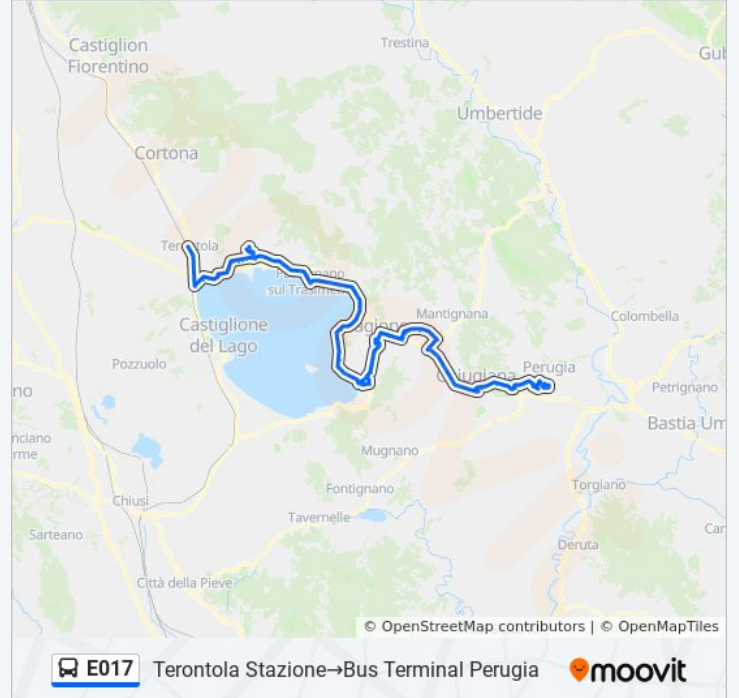 Castiglion
Fiorentino
Trestina
Gub
Umbertide
Cortona
Terontola
sul Trasimeno
Castiglione
del Lago
Mantignana
Colombella
Pozzuolo
Perugia
Petrignano
no
Bastia Um
nciano
rme
Mugnano
Fontignano
Torgiano
Chiusi
Tavernelle
Sarteano
Deruta
Car
Città della Pieve
© OpenStreetMap contributors | © OpenMapTiles
E017 Terontola Stazione→Bus Terminal Perugia moovit